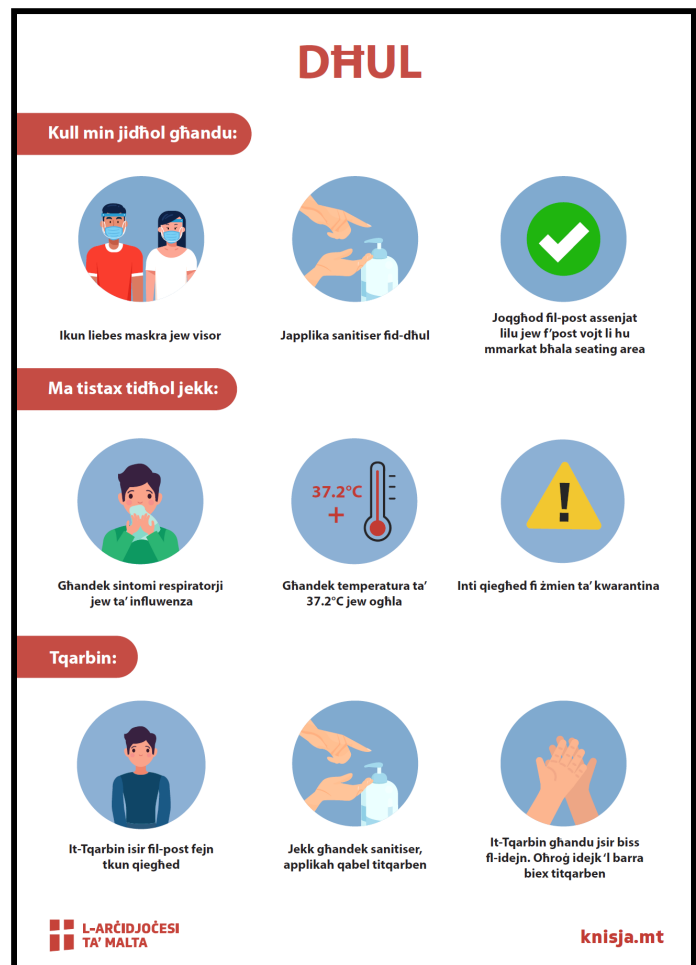 DĦUL
Kull min jidħol għandu:
Ikun liebes maskra jew visor
Japplika sanitiser fid-dħul
Joqgħod fil-post assenjat
lilu jew f’post vojt li hu
mmarkat bħala seating area
Ma tistax tidħol jekk:
37.2°C
+
Għandek sintomi respiratorji
jew ta’ influwenza
Għandek temperatura ta’
37.2°C jew ogħla
Inti qiegħed fi żmien ta’ kwarantina
Tqarbin:
It-Tqarbin isir fil-post fejn
tkun qiegħed
Jekk għandek sanitiser,
applikah qabel titqarben
It-Tqarbin għandu jsir biss
fl-idejn. Oħroġ idejk ‘l barra
biex titqarben
L-ARĊIDJOĊESI
TA’ MALTA
knisja.mt